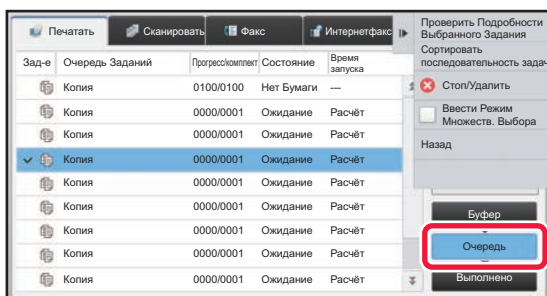 Печатать
Сканировать
Факс
Интернетфакс
Проверить Подробности
Выбранного Задания
Сортировать
последовательность задач
Стоп/Удалить
Ввести Режим
Множеств. Выбора
Назад
Зад-е Очередь Заданий Прогресс/комплект Состояние Время
запуска
Копия 0100/0100 Нет Бумаги ---
Копия 0000/0001 Ожидание Расчёт
Копия 0000/0001 Ожидание Расчёт
Копия 0000/0001 Ожидание Расчёт
Копия 0000/0001 Ожидание Расчёт
Копия 0000/0001 Ожидание Расчёт
Копия 0000/0001 Ожидание Расчёт
Копия 0000/0001 Ожидание Расчёт
Копия 0000/0001 Ожидание Расчёт
Буфер
Очередь
Выполнено